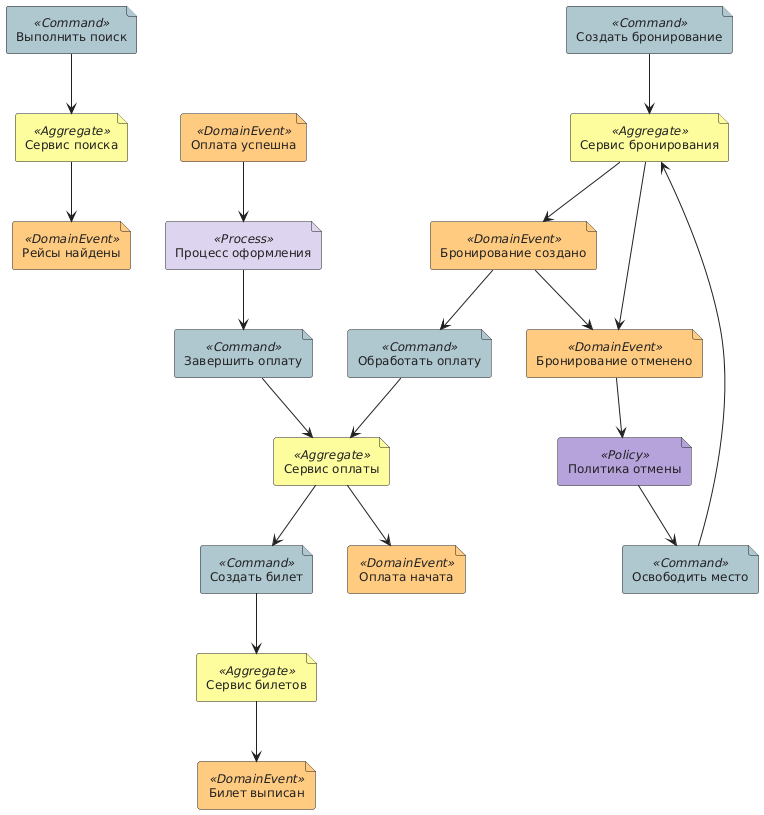 «Command»
Выполнить поиск
«Command»
Создать бронирование
«Aggregate»
Сервис поиска
«DomainEvent»
Оплата успешна
«Aggregate»
Сервис бронирования
«DomainEvent»
Рейсы найдены
«Process»
Процесс оформления
«DomainEvent»
Бронирование создано
«Command»
Завершить оплату
«Command»
Обработать оплату
«DomainEvent»
Бронирование отменено
«Aggregate»
Сервис оплаты
«Policy»
Политика отмены
«Command»
Создать билет
«DomainEvent»
Оплата начата
«Command»
Освободить место
«Aggregate»
Сервис билетов
«DomainEvent»
Билет выписан